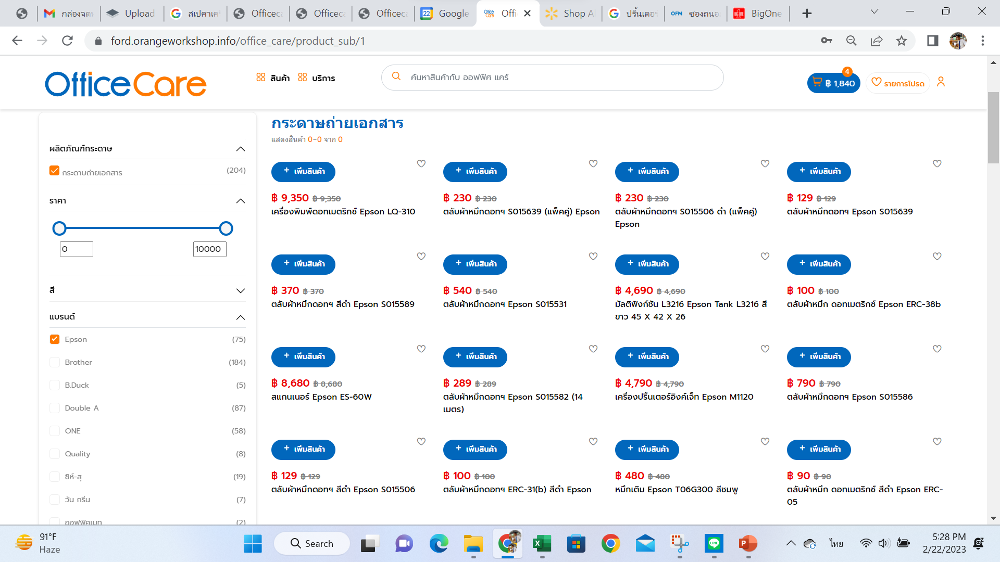 กล่องจดห
Upload
สเปคาเคร
Officeca
Officeca
Officeca
Google
Offi
Shop Al
ปริ้นเตอร
OFM ซองถนอ
BigOne
ford.orangeworkshop.info/office_care/product_sub/1
OfficeCare
สินค้า
บริการ
ค้นหาสินค้ากับ ออฟฟิศ แคร์
4
฿ 1,840
รายการโปรด
ผลิตภัณฑ์กระดาษ
กระดาษถ่ายเอกสาร (204)
ราคา
0 10000
สี
แบรนด์
Epson (75)
Brother (184)
B.Duck (5)
Double A (87)
ONE (58)
Quality (8)
ชิห์-สุ (19)
วัน กรีน (7)
ออฟฟิศเมท (2)
กระดาษถ่ายเอกสาร
แสดงสินค้า 0-0 จาก 0
+ เพิ่มสินค้า
฿ 9,350 ฿ 9,350
เครื่องพิมพ์ดอทเมตริกซ์ Epson LQ-310
+ เพิ่มสินค้า
฿ 230 ฿ 230
ตลับผ้าหมึกดอทฯ S015639 (แพ็คคู่) Epson
+ เพิ่มสินค้า
฿ 230 ฿ 230
ตลับผ้าหมึกดอทฯ S015506 ดำ (แพ็คคู่)
Epson
+ เพิ่มสินค้า
฿ 129 ฿ 129
ตลับผ้าหมึกดอทฯ Epson S015639
+ เพิ่มสินค้า
฿ 370 ฿ 370
ตลับผ้าหมึกดอทฯ สีดำ Epson S015589
+ เพิ่มสินค้า
฿ 540 ฿ 540
ตลับผ้าหมึกดอทฯ Epson S015531
+ เพิ่มสินค้า
฿ 4,690 ฿ 4,690
มัลติฟังก์ชัน L3216 Epson Tank L3216 สี
ขาว 45 X 42 X 26
+ เพิ่มสินค้า
฿ 100 ฿ 100
ตลับผ้าหมึก ดอทเมตริกซ์ Epson ERC-38b
+ เพิ่มสินค้า
฿ 8,680 ฿ 8,680
สแกนเนอร์ Epson ES-60W
+ เพิ่มสินค้า
฿ 289 ฿ 289
ตลับผ้าหมึกดอทฯ Epson S015582 (14
เมตร)
+ เพิ่มสินค้า
฿ 4,790 ฿ 4,790
เครื่องปริ้นเตอร์อิงค์เจ็ท Epson M1120
+ เพิ่มสินค้า
฿ 790 ฿ 790
ตลับผ้าหมึกดอทฯ Epson S015586
+ เพิ่มสินค้า
฿ 129 ฿ 129
ตลับผ้าหมึกดอทฯ สีดำ Epson S015506
+ เพิ่มสินค้า
฿ 100 ฿ 100
ตลับผ้าหมึกดอทฯ ERC-31(b) สีดำ Epson
+ เพิ่มสินค้า
฿ 480 ฿ 480
หมึกเติม Epson T06G300 สีชมพู
+ เพิ่มสินค้า
฿ 90 ฿ 90
ตลับผ้าหมึก ดอทเมตริกซ์ สีดำ Epson ERC-
05
91°F
Haze
Search
ไทย
5:28 PM
2/22/2023